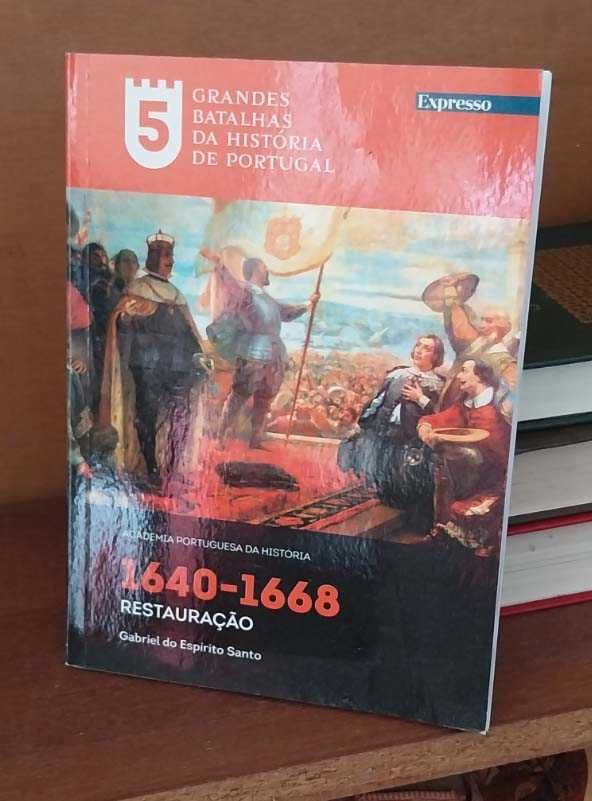 5
GRANDES
BATALHAS
DA HISTÓRIA
DE PORTUGAL
Expresso
ACADEMIA PORTUGUESA DA HISTÓRIA
1640-1668
RESTAURAÇÃO
Gabriel do Espírito Santo